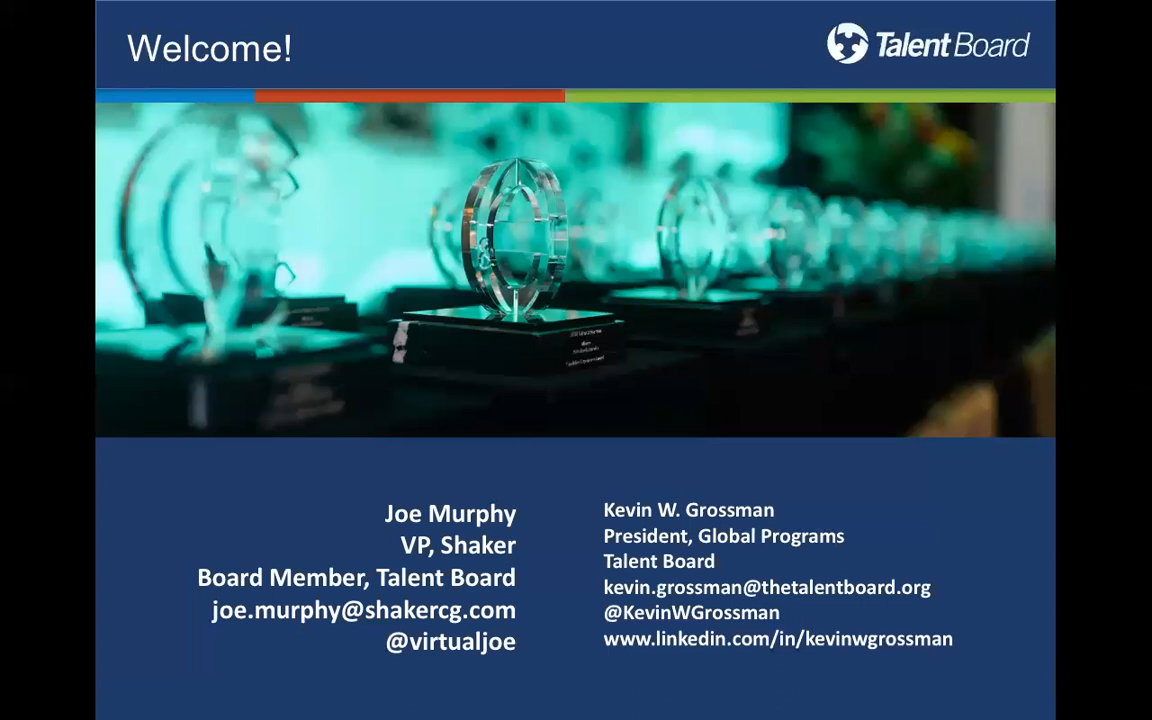 Welcome!
Talent Board
Joe Murphy
VP, Shaker
Board Member, Talent Board
joe.murphy@shakercg.com
@virtualjoe
Kevin W. Grossman
President, Global Programs
Talent Board
kevin.grossman@thetalentboard.org
@KevinWGrossman
www.linkedin.com/in/kevinwgrossman